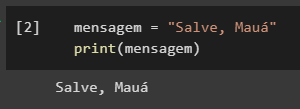 [2] mensagem = "Salve, Mauá"
print(mensagem)
Salve, Mauá